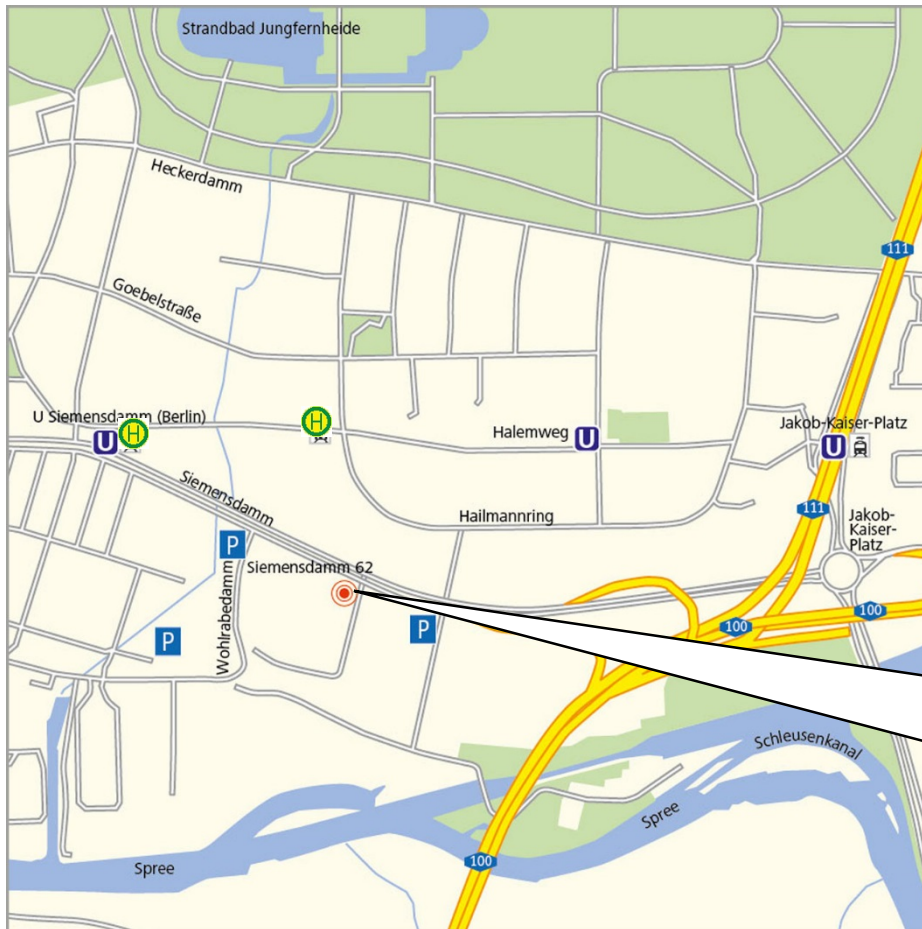 Strandbad Jungfernheide
Heckerdamm
111
Goebelstraße
U Siemensdamm (Berlin)
H
H
U
Halemweg
U
Jakob-Kaiser-Platz
U
Siemensdamm
111
Hailmannring
Jakob-
Kaiser-
Platz
P
Siemensdamm 62
Wohlrabedamm
P
P
100
100
Schleusenkanal
Spree
100
Spree